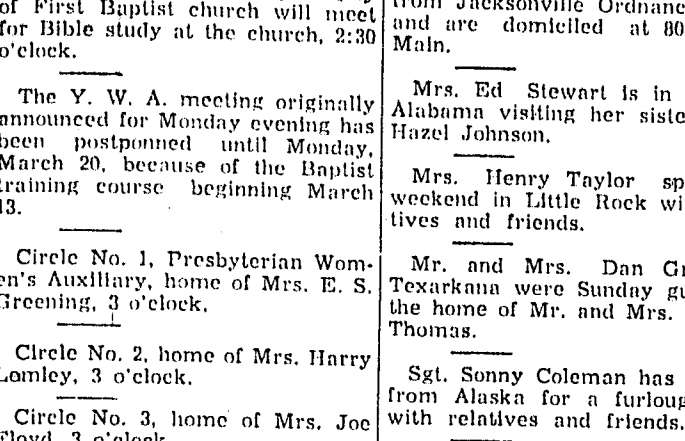 of First Baptist church will meet
for Bible study at the church, 2:30
o'clock.
The Y. W. A. meeting originally
announced for Monday evening has
been postponned until Monday,
March 20, because of the Baptist
training course beginning March
13.
Circle No. 1, Presbyterian Wom-
en's Auxiliary, home of Mrs. E. S.
Greening, 3 o'clock.
Circle No. 2, home of Mrs. Harry
Lamley, 3 o'clock.
Circle No. 3, home of Mrs. Joe
Floyd, 3 o'clock
from Jacksonville Ordnanc
and are domiciled at 80
Main.
Mrs. Ed Stewart is in
Alabama visiting her siste
Hazel Johnson.
Mrs. Henry Taylor sp
weekend in Little Rock wi
tives and friends.
Mr. and Mrs. Dan Gr
Texarkana were Sunday gu
the home of Mr. and Mrs.
Thomas.
Sgt. Sonny Coleman has
from Alaska for a furloug
with relatives and friends.